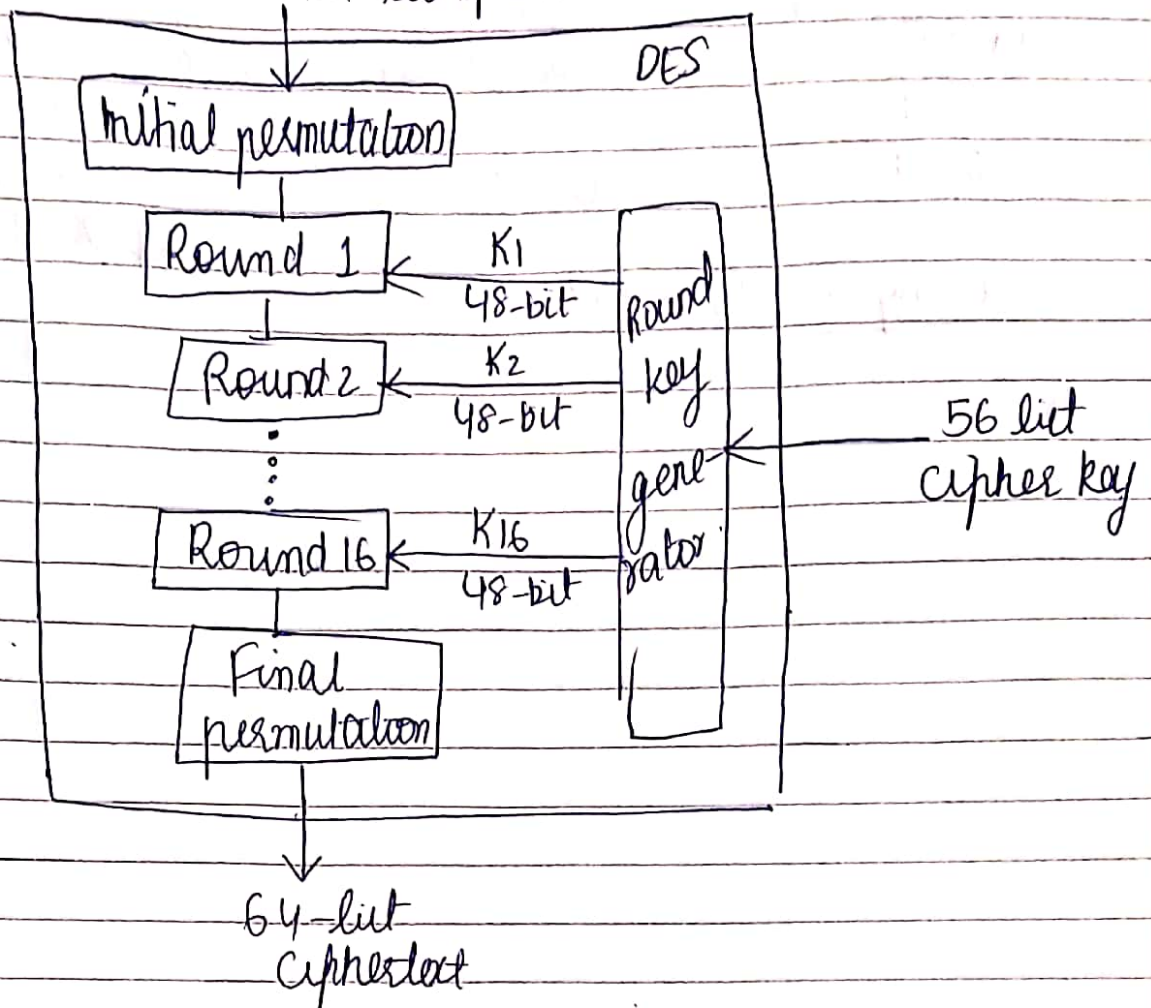 DES
Initial permutation
Round 1
K1
48-bit
Round 2
K2
48-bit
Round 16
K16
48-bit
Round
key
gene-
rator
56 bit
cipher key
Final
permutation
64-bit
ciphertext